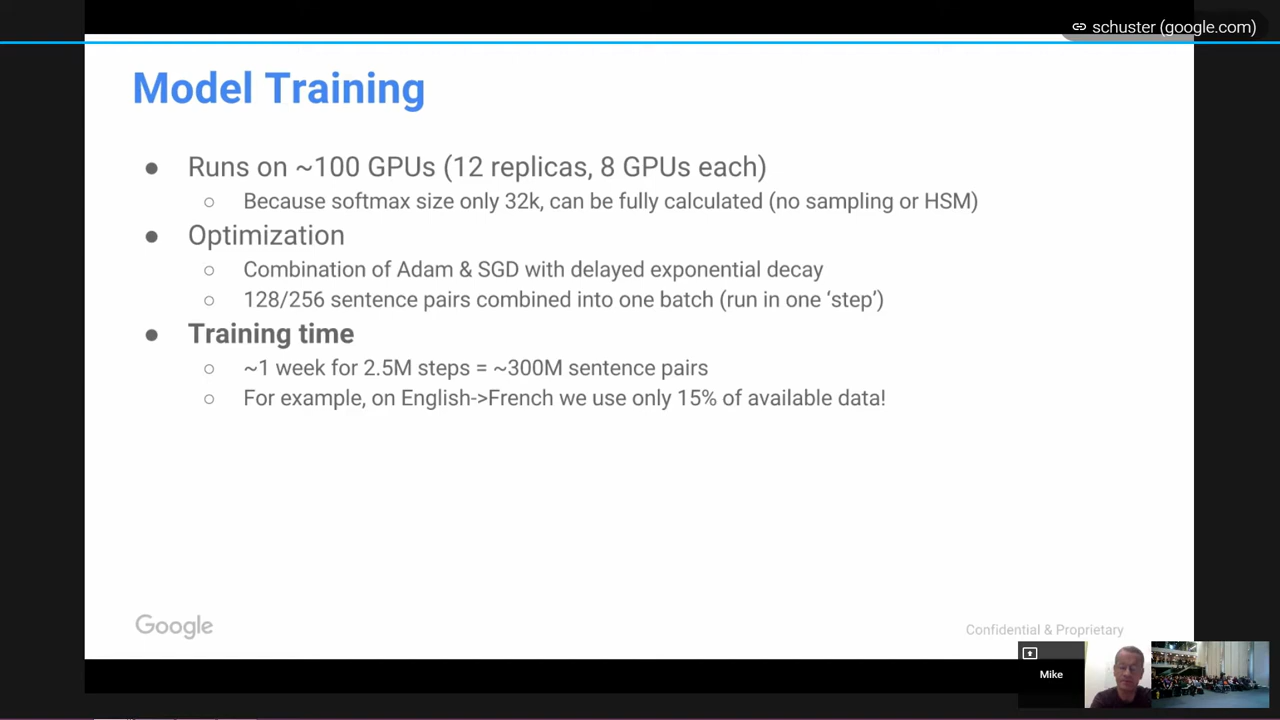 schuster (google.com)
Model Training
● Runs on ~100 GPUs (12 replicas, 8 GPUs each)
○ Because softmax size only 32k, can be fully calculated (no sampling or HSM)
● Optimization
○ Combination of Adam & SGD with delayed exponential decay
○ 128/256 sentence pairs combined into one batch (run in one ‘step’)
● Training time
○ ~1 week for 2.5M steps = ~300M sentence pairs
○ For example, on English->French we use only 15% of available data!
Google
Confidential & Proprietary
Mike